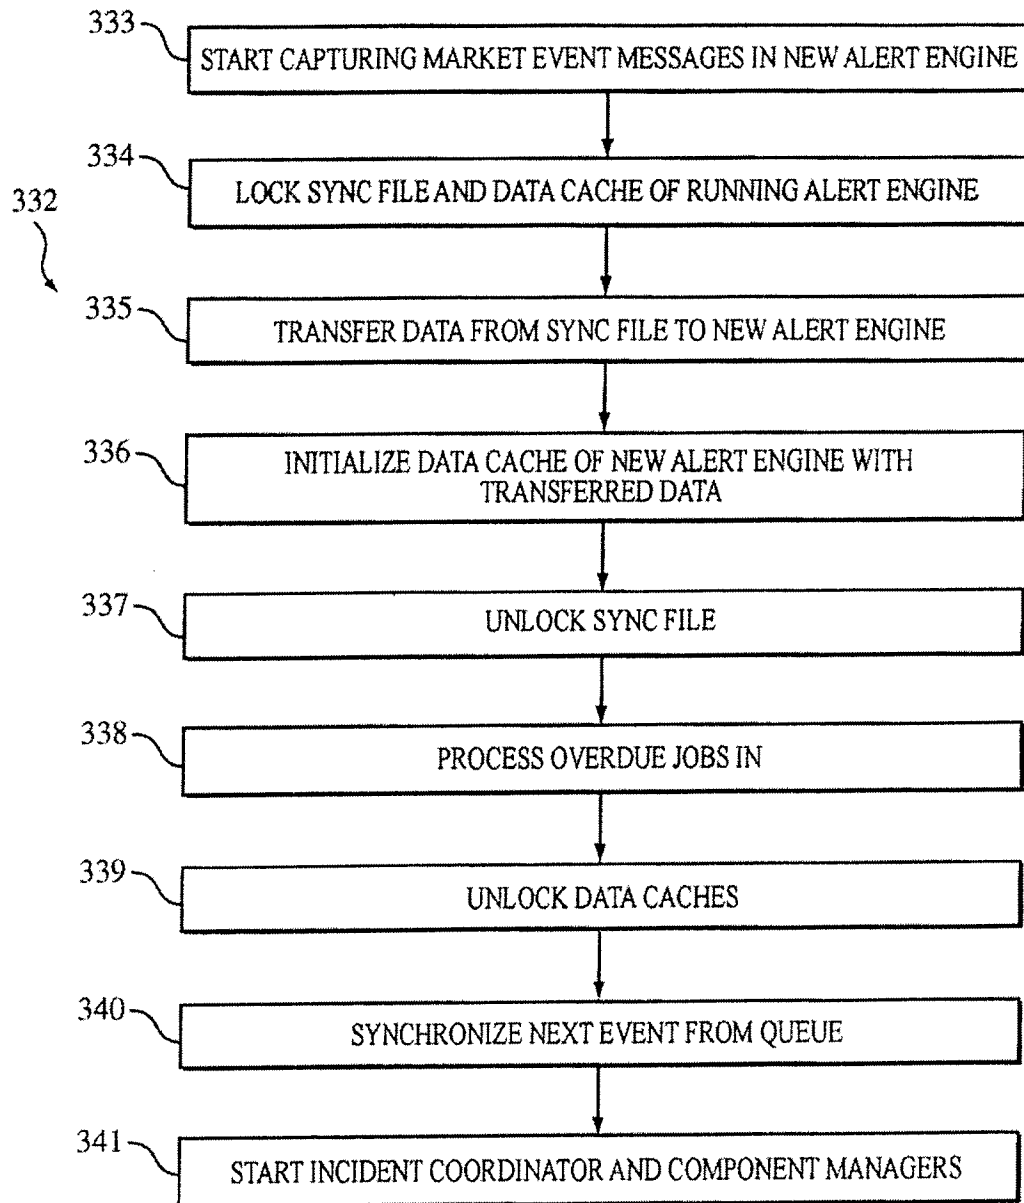 333
START CAPTURING MARKET EVENT MESSAGES IN NEW ALERT ENGINE
334
LOCK SYNC FILE AND DATA CACHE OF RUNNING ALERT ENGINE
332
335
TRANSFER DATA FROM SYNC FILE TO NEW ALERT ENGINE
336
INITIALIZE DATA CACHE OF NEW ALERT ENGINE WITH
TRANSFERRED DATA
337
UNLOCK SYNC FILE
338
PROCESS OVERDUE JOBS IN
339
UNLOCK DATA CACHES
340
SYNCHRONIZE NEXT EVENT FROM QUEUE
341
START INCIDENT COORDINATOR AND COMPONENT MANAGERS